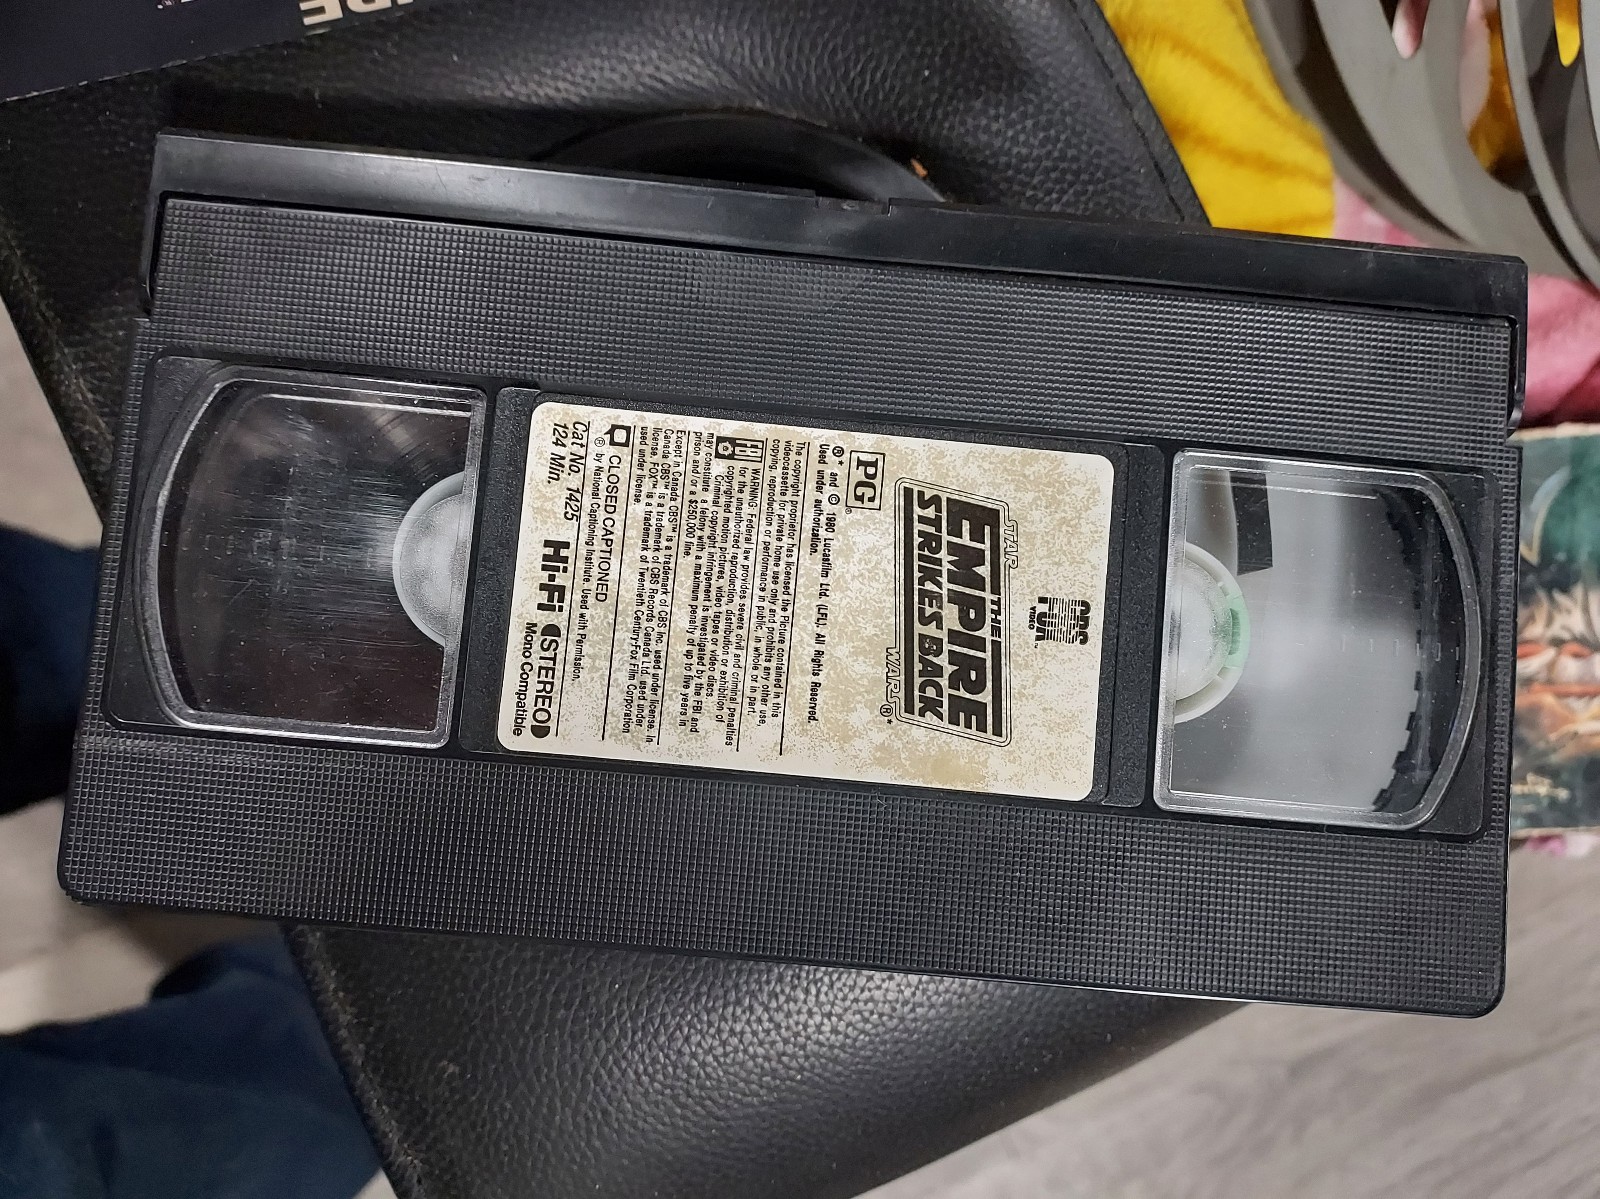 CBS
FOX
VIDEO™
STAR
THE
EMPIRE
STRIKES BACK
WARS ®*
PG®
®* and © 1980 Lucasfilm Ltd. (LFL). All Rights Reserved.
Used under authorization.
The copyright proprietor has licensed the Picture contained in this
videocassette for private home use only and prohibits any other use,
copying, reproduction or performance in public, in whole or in part.
FBI WARNING: Federal law provides severe civil and criminal penalties
for the unauthorized reproduction, distribution or exhibition of
copyrighted motion pictures, video tapes or video discs.
Criminal copyright infringement is investigated by the FBI and
may constitute a felony with a maximum penalty of up to five years in
prison and/or a $250,000 fine.
Except in Canada CBS™ is a trademark of CBS Inc. used under license. In
Canada CBS™ is a trademark of CBS Records Canada Ltd. used under
license. FOX™ is a trademark of Twentieth Century-Fox Film Corporation
used under license.
CLOSED CAPTIONED
® by National Captioning Institute. Used with Permission.
Cat No. 1425 Hi-Fi STEREO
124 Min. Mono Compatible